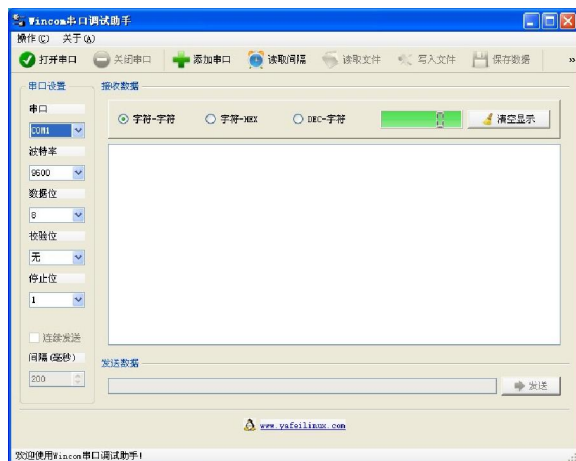 Wincom串口调试助手
操作(C) 关于(A)
打开串口 关闭串口 添加串口 读取间隔 读取文件 写入文件 保存数据 »
串口设置
接收数据
串口
COM1
字符-字符 字符-HEX DEC-字符 清空显示
波特率
9600
数据位
8
校验位
无
停止位
1
连续发送
间隔(毫秒)
200
发送数据
发送
www.yafeilinux.com
欢迎使用Wincom串口调试助手!